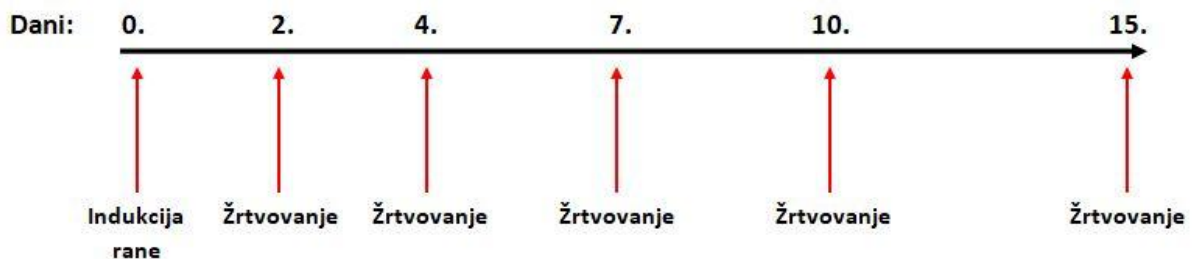 Dani: 0. 2. 4. 7. 10. 15.
Indukcija Žrtvovanje Žrtvovanje Žrtvovanje Žrtvovanje Žrtvovanje
rane